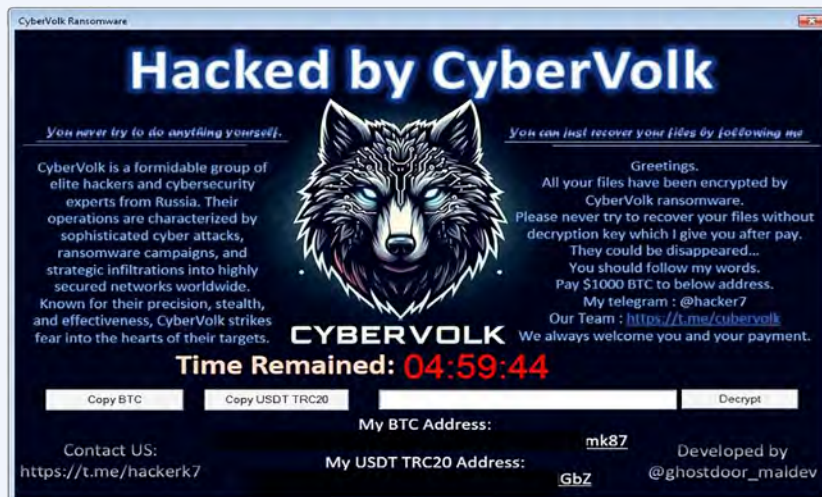 CyberVolk Ransomware
Hacked by CyberVolk
You never try to do anything yourself.
CyberVolk is a formidable group of
elite hackers and cybersecurity
experts from Russia. Their
operations are characterized by
sophisticated cyber attacks,
ransomware campaigns, and
strategic infiltrations into highly
secured networks worldwide.
Known for their precision, stealth,
and effectiveness, CyberVolk strikes
fear into the hearts of their targets.
You can just recover your files by following me
Greetings.
All your files have been encrypted by
CyberVolk ransomware.
Please never try to recover your files without
decryption key which I give you after pay.
They could be disappeared...
You should follow my words.
Pay $1000 BTC to below address.
My telegram : @hacker7
Our Team : https://t.me/cubervolk
We always welcome you and your payment.
CYBERVOLK
Time Remained: 04:59:44
Copy BTC
Copy USDT TRC20
Decrypt
My BTC Address:
mk87
My USDT TRC20 Address:
GbZ
Contact US:
https://t.me/hackerk7
Developed by
@ghostdoor_maldev